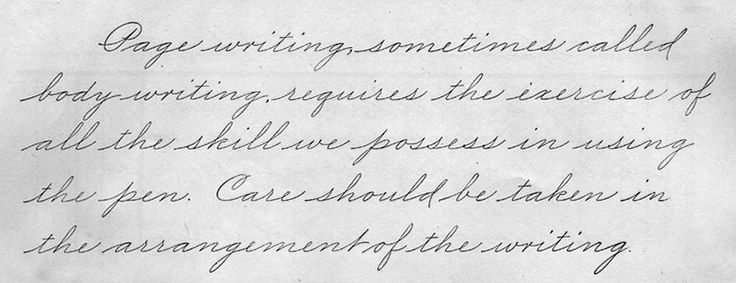 Page writing, sometimes called
body writing, requires the exercise of
all the skill we possess in using
the pen. Care should be taken in
the arrangement of the writing.